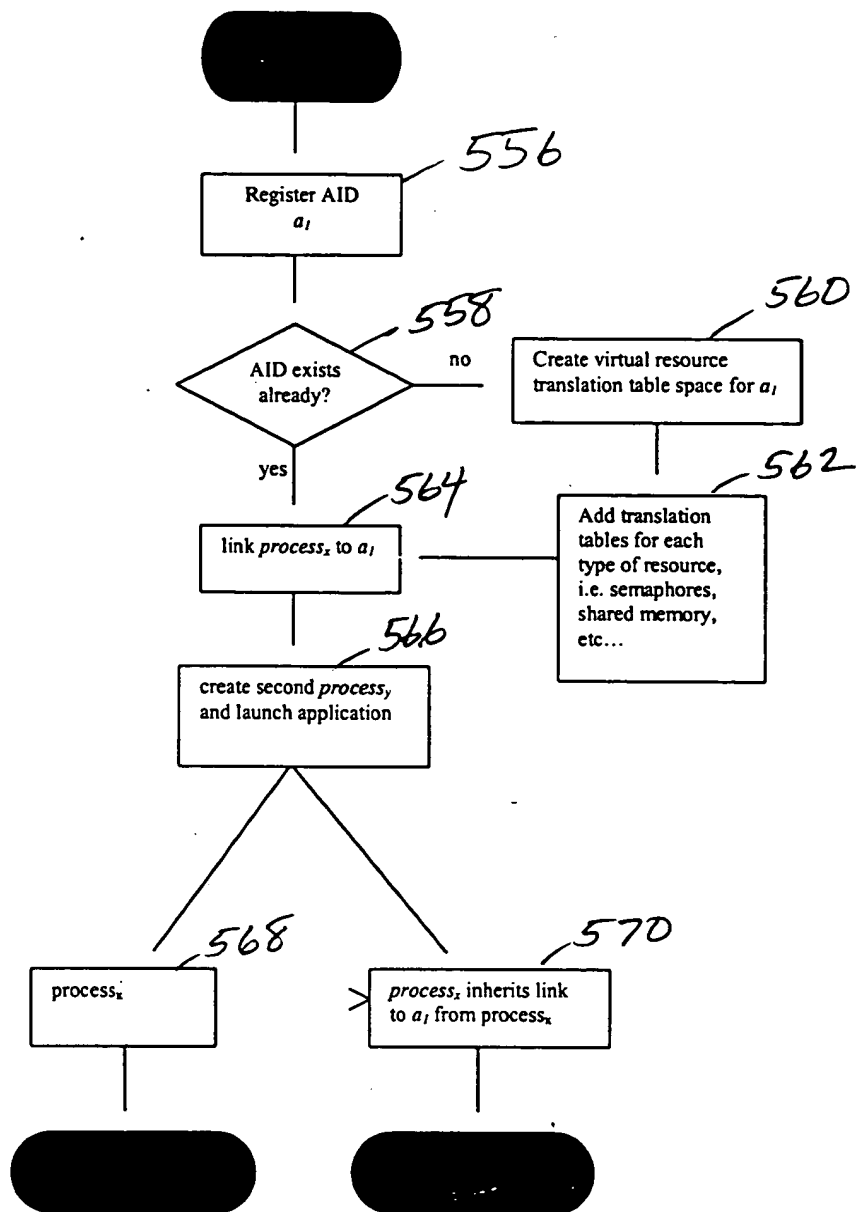 556
Register AID
a₁
558
AID exists
already?
no
560
Create virtual resource
translation table space for a₁
yes
562
Add translation
tables for each
type of resource,
i.e. semaphores,
shared memory,
etc...
564
link processₓ to a₁
566
create second processᵧ
and launch application
568
processₓ
570
processₓ inherits link
to a₁ from processₓ